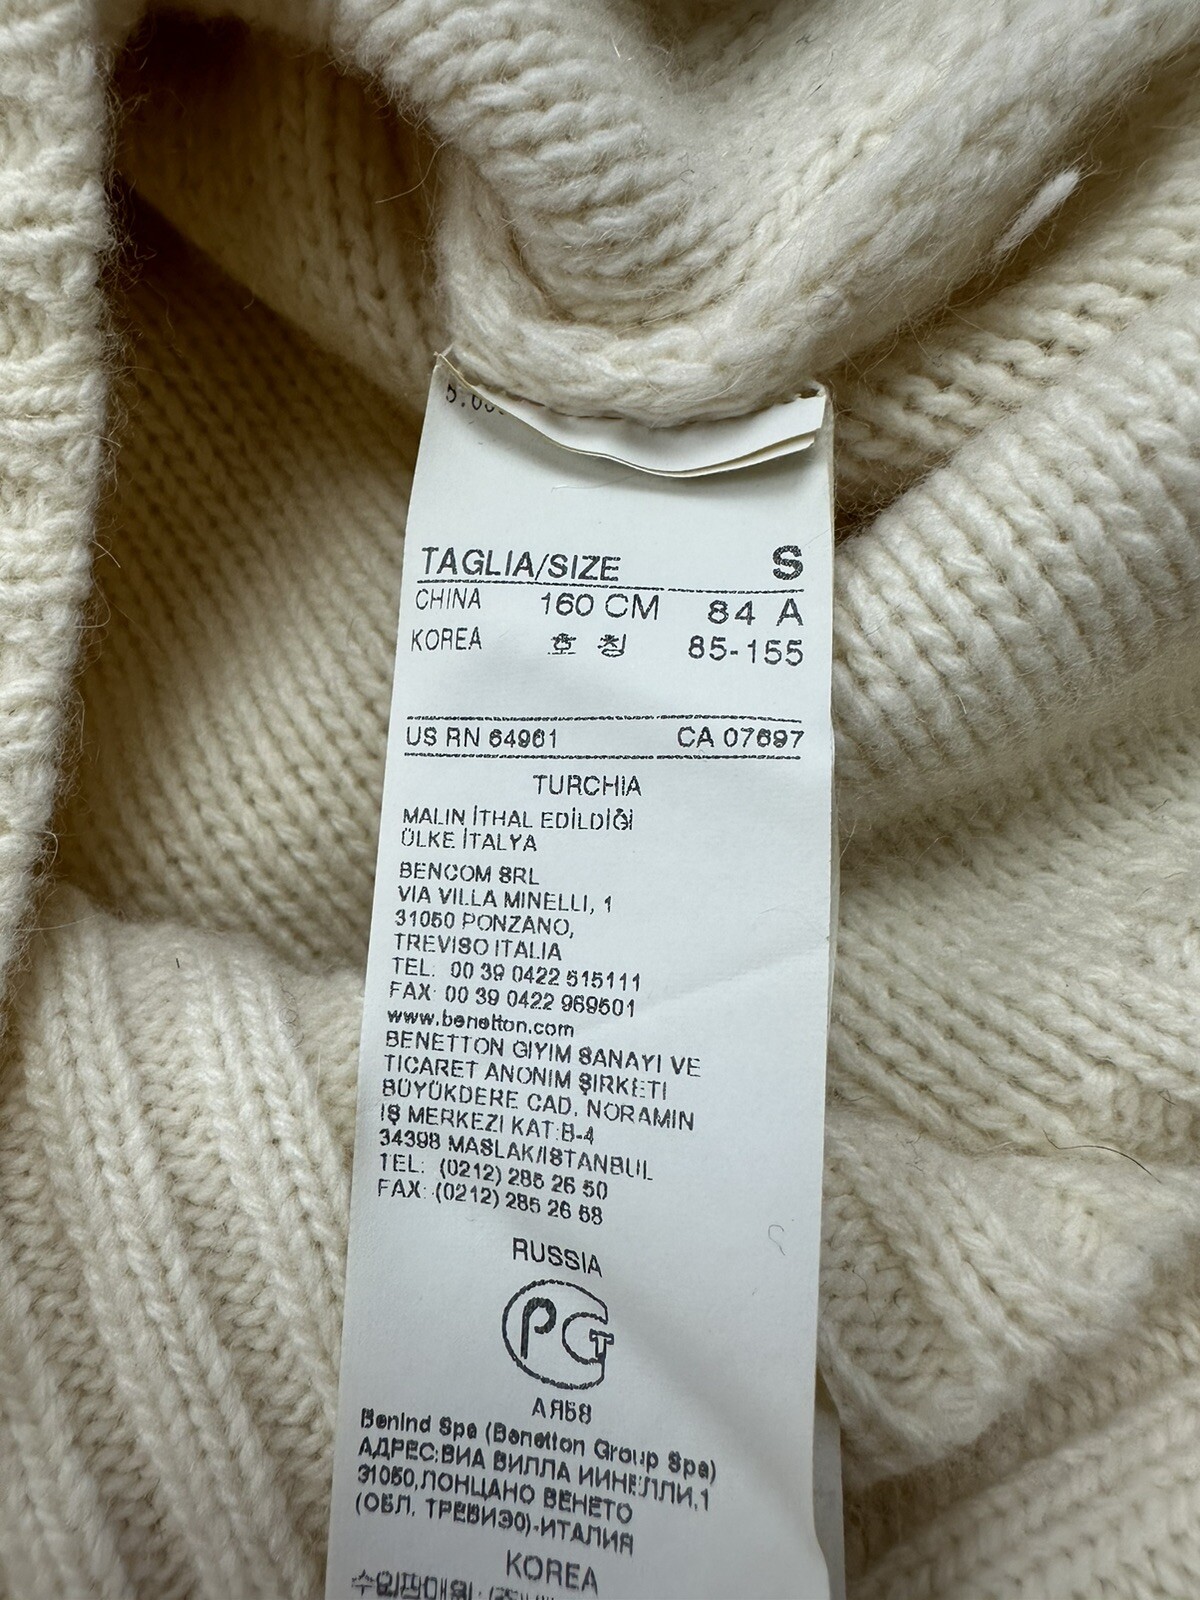 TAGLIA/SIZE S
CHINA 160 CM 84 A
KOREA 호 칭 85-155
US RN 64961 CA 07697
TURCHIA
MALIN İTHAL EDİLDİĞİ
ÜLKE İTALYA
BENCOM SRL
VIA VILLA MINELLI, 1
31050 PONZANO,
TREVISO ITALIA
TEL: 00 39 0422 515111
FAX: 00 39 0422 969501
www.benetton.com
BENETTON GIYIM SANAYI VE
TICARET ANONIM ŞIRKETI
BÜYÜKDERE CAD. NORAMIN
IŞ MERKEZI KAT:B-4
34398 MASLAK/ISTANBUL
TEL: (0212) 285 26 50
FAX: (0212) 285 26 68
RUSSIA
PCT
АЯ58
BenInd Spa (Benetton Group Spa)
АДРЕС:ВИА ВИЛЛА ИИНЕЛЛИ,1
31050,ЛОНЦАНО ВЕНЕТО
(ОБЛ. ТРЕВИЗО)-ИТАЛИЯ
KOREA